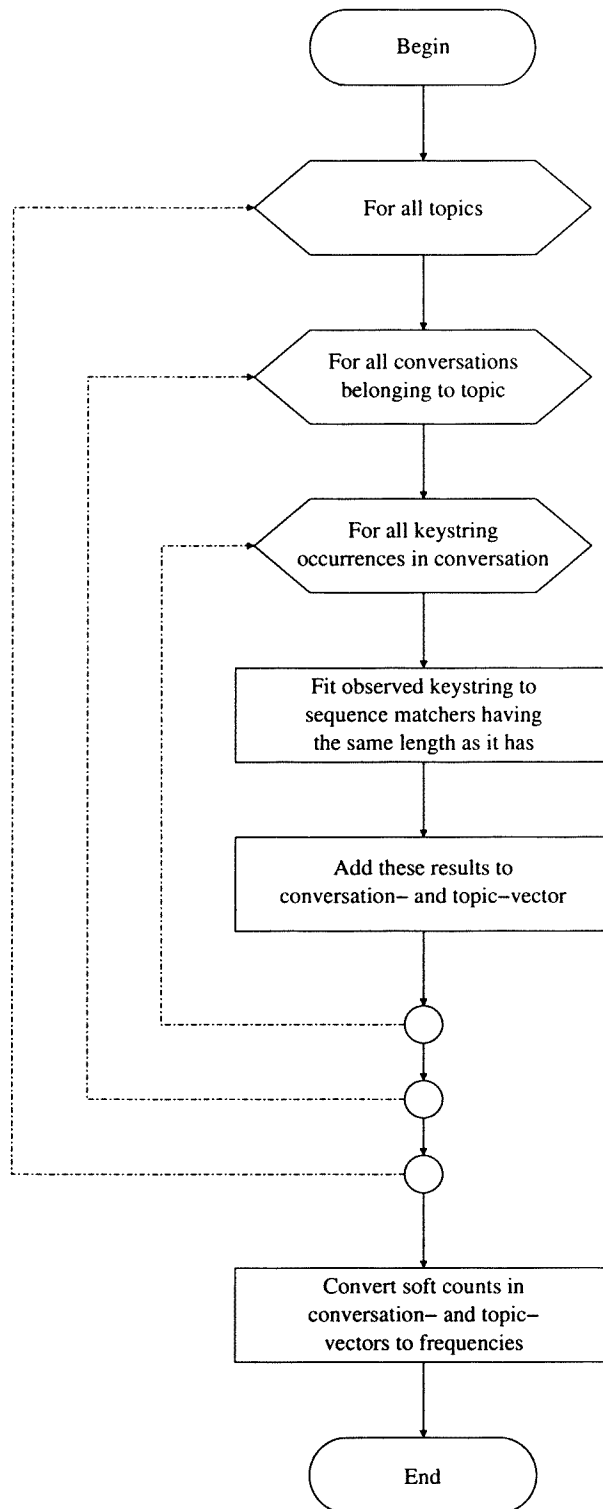 Begin
For all topics
For all conversations
belonging to topic
For all keystring
occurrences in conversation
Fit observed keystring to
sequence matchers having
the same length as it has
Add these results to
conversation− and topic−vector
Convert soft counts in
conversation− and topic−
vectors to frequencies
End